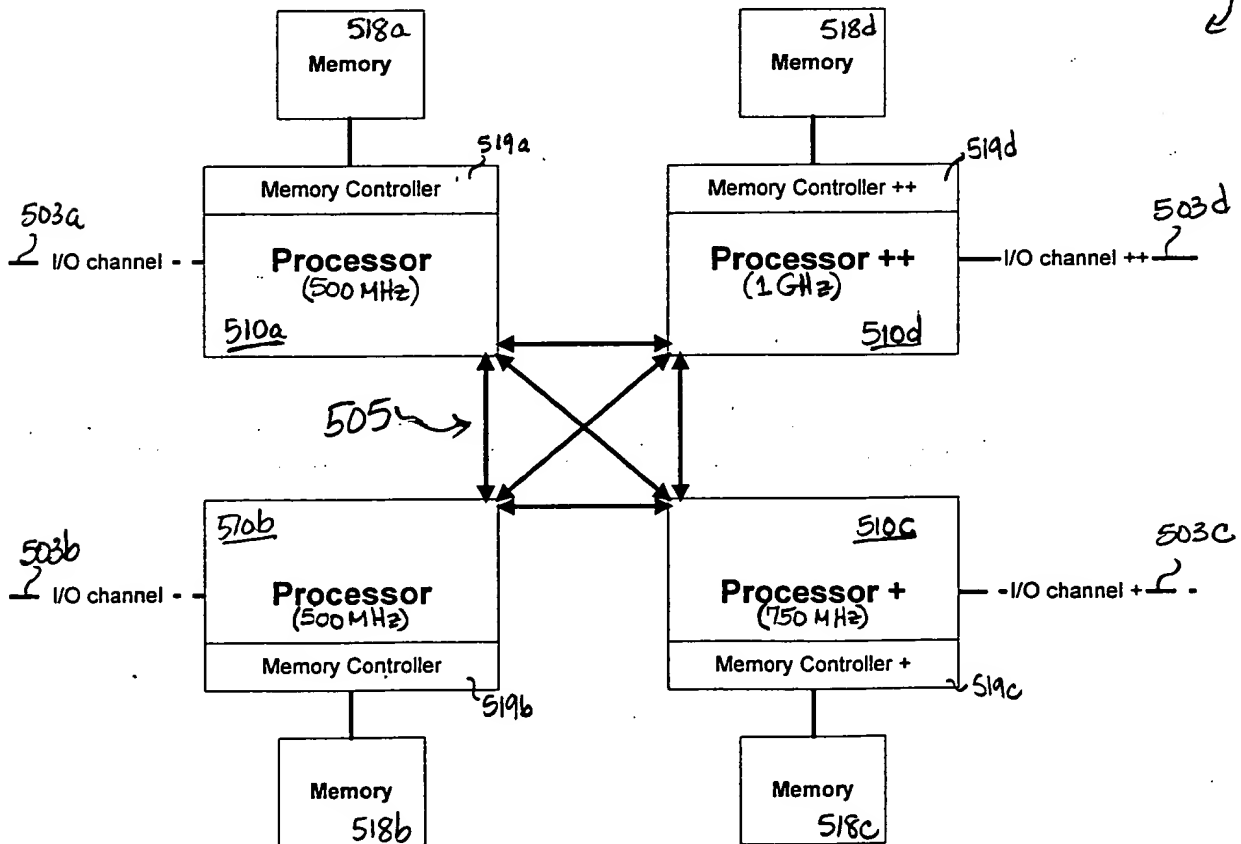 518a
Memory
518d
Memory
519a
519d
Memory Controller
Memory Controller ++
503a
503d
I/O channel
Processor
(500 MHz)
Processor ++
(1 GHz)
I/O channel ++
510a
510d
505
510b
510c
503b
503c
I/O channel
Processor
(500 MHz)
Processor +
(750 MHz)
I/O channel +
Memory Controller
Memory Controller +
519b
519c
Memory
518b
Memory
518c